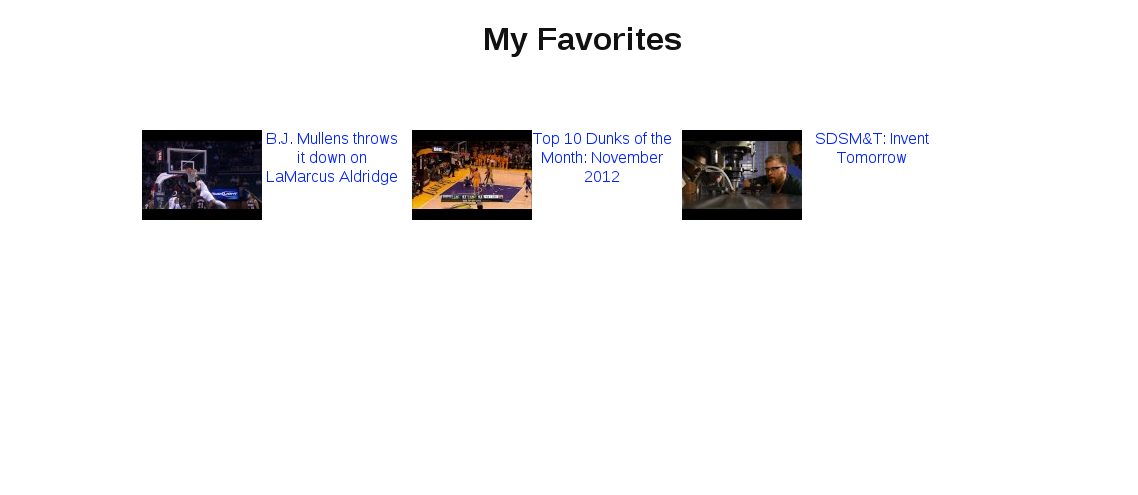 My Favorites
B.J. Mullens throws
it down on
LaMarcus Aldridge
Top 10 Dunks of the
Month: November
2012
SDSM&T: Invent
Tomorrow